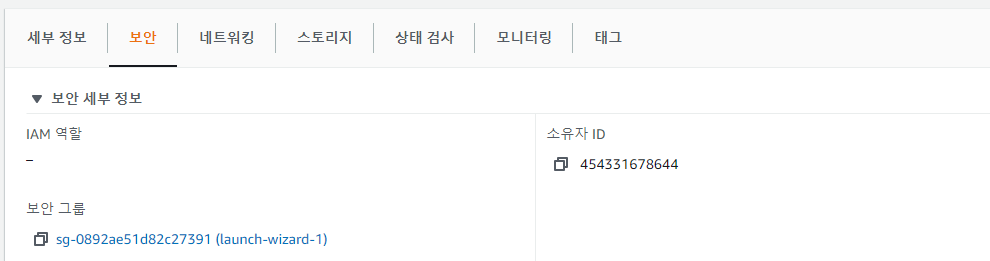 세부 정보 보안 네트워킹 스토리지 상태 검사 모니터링 태그
▼ 보안 세부 정보
IAM 역할
–
소유자 ID
454331678644
보안 그룹
sg-0892ae51d82c27391 (launch-wizard-1)